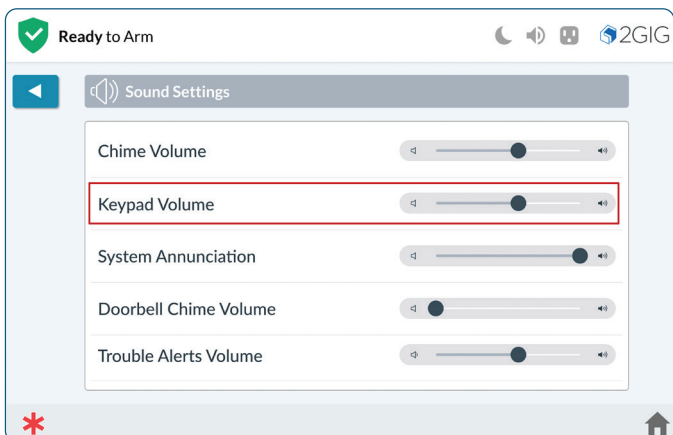 Ready to Arm
2GIG
Sound Settings
Chime Volume
Keypad Volume
System Annunciation
Doorbell Chime Volume
Trouble Alerts Volume